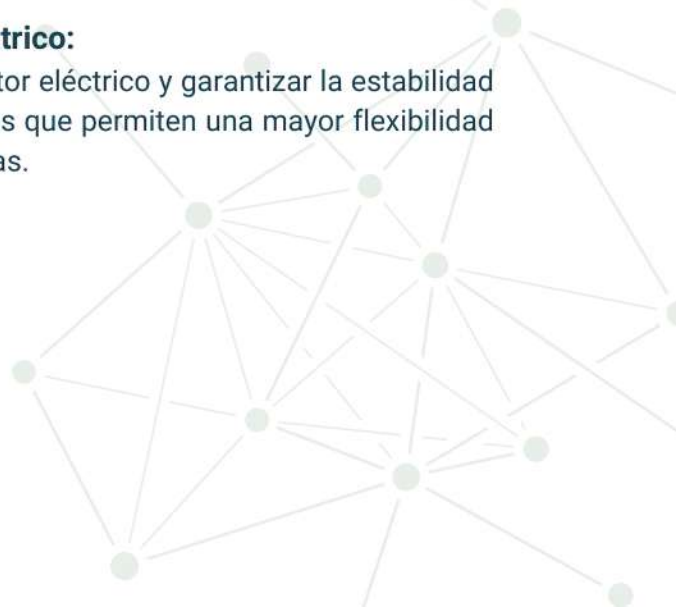 trico:
tor eléctrico y garantizar la estabilidad
s que permiten una mayor flexibilidad
as.